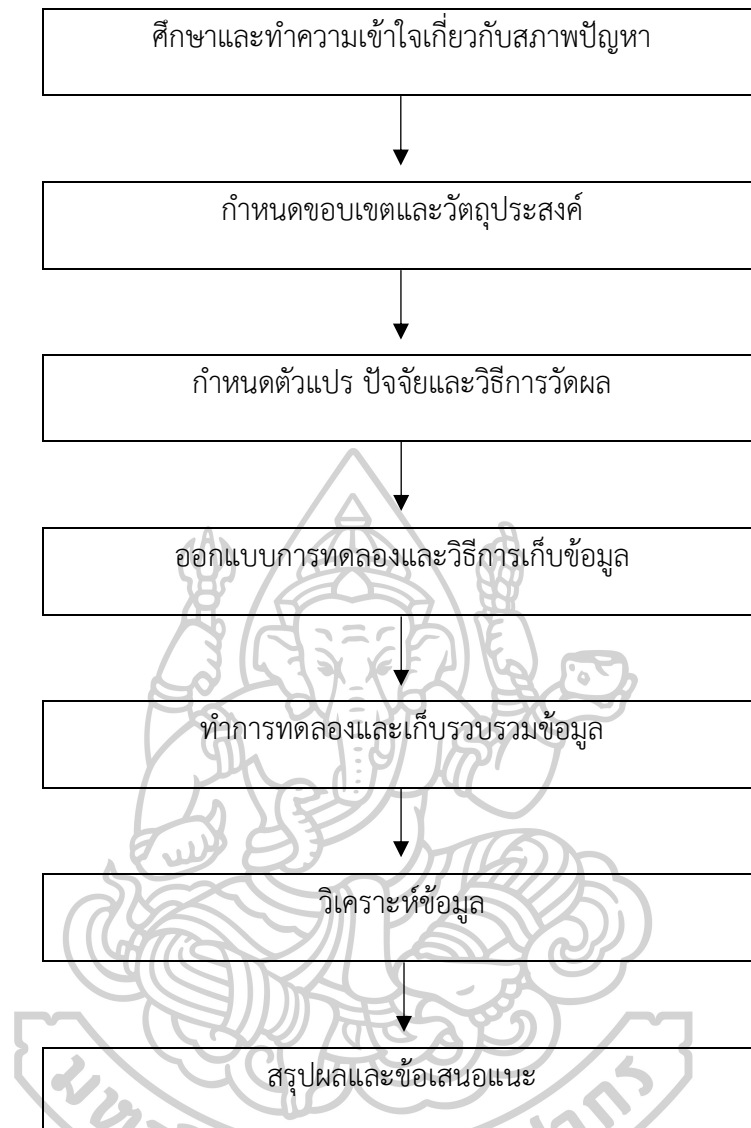 ศึกษาและทำความเข้าใจเกี่ยวกับสภาพปัญหา
กำหนดขอบเขตและวัตถุประสงค์
กำหนดตัวแปร ปัจจัยและวิธีการวัดผล
ออกแบบการทดลองและวิธีการเก็บข้อมูล
ทำการทดลองและเก็บรวบรวมข้อมูล
วิเคราะห์ข้อมูล
สรุปผลและข้อเสนอแนะ